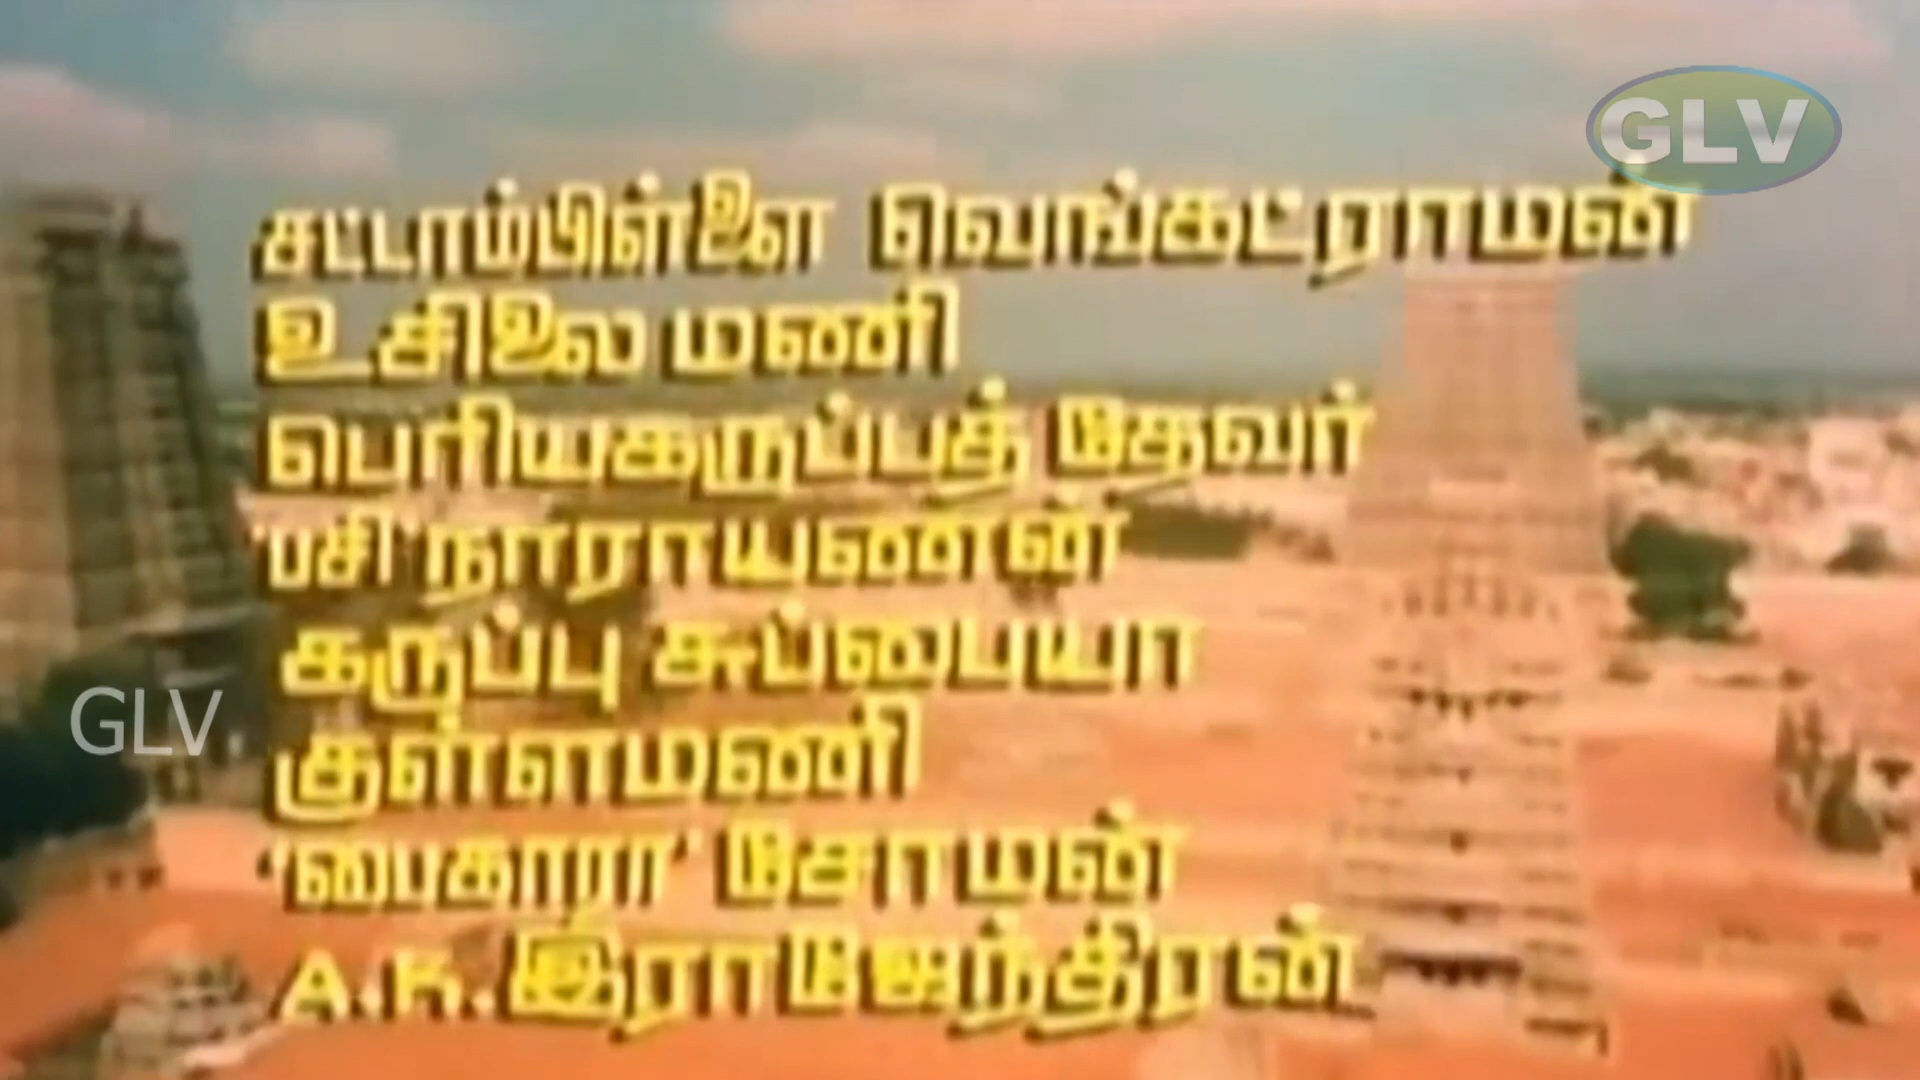 GLV
சட்டாம்பிள்ளை வெங்கட்ராமன்
உசிலை மணி
பெரியகருப்பத் தேவர்
'பசி' நாராயணன்
கருப்பு சுப்பையா
குள்ளமணி
GLV
'பைகாரா' சோமன்
A.K. இராஜேந்திரன்